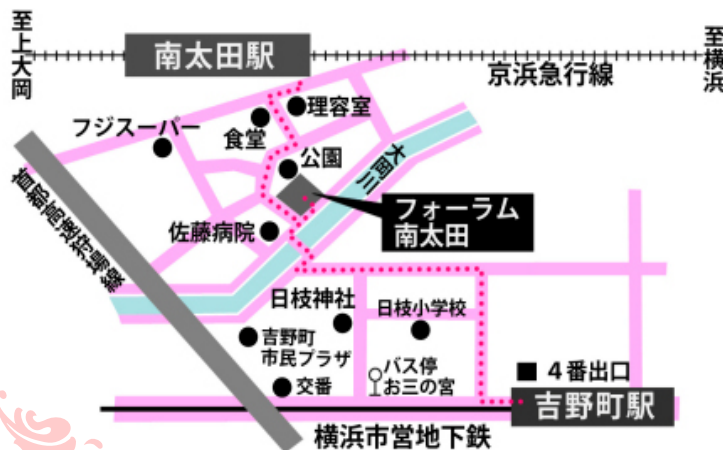 至上大岡
南太田駅
至横浜
京浜急行線
理容室
食堂
フジスーパー
公園
大岡川
首都高速狩場線
フォーラム
南太田
佐藤病院
日枝神社
日枝小学校
吉野町
市民プラザ
バス停
お三の宮
交番
４番出口
吉野町駅
横浜市営地下鉄